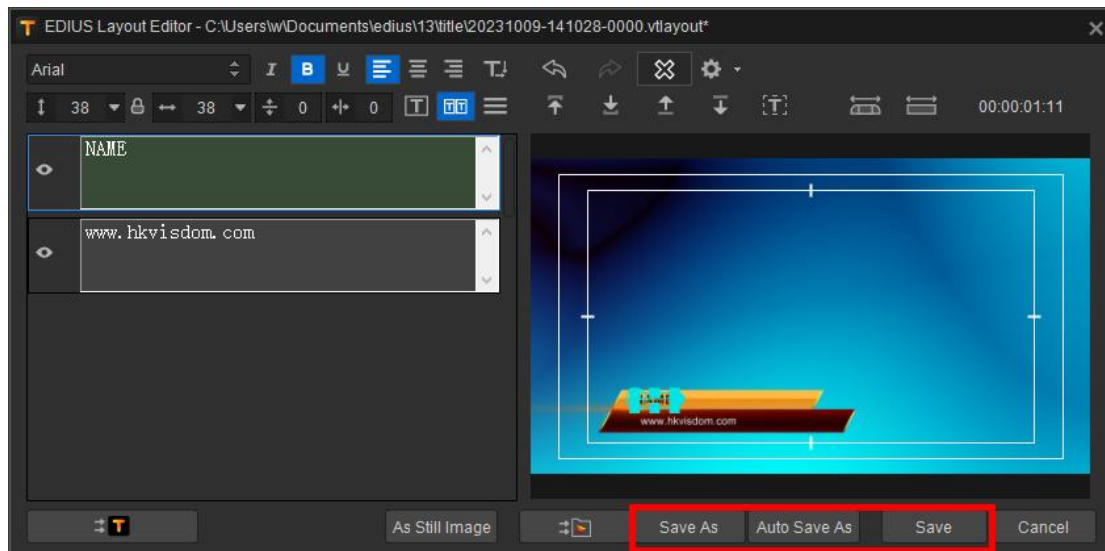 EDIUS Layout Editor - C:\Users\w\Documents\edius\13\title\20231009-141028-0000.vtlayout*
Arial
I B U
38 38 0 0 T TT 00:00:01:11
NAME
www.hkvisdom.com
NAME
www.hkvisdom.com
T As Still Image Save As Auto Save As Save Cancel